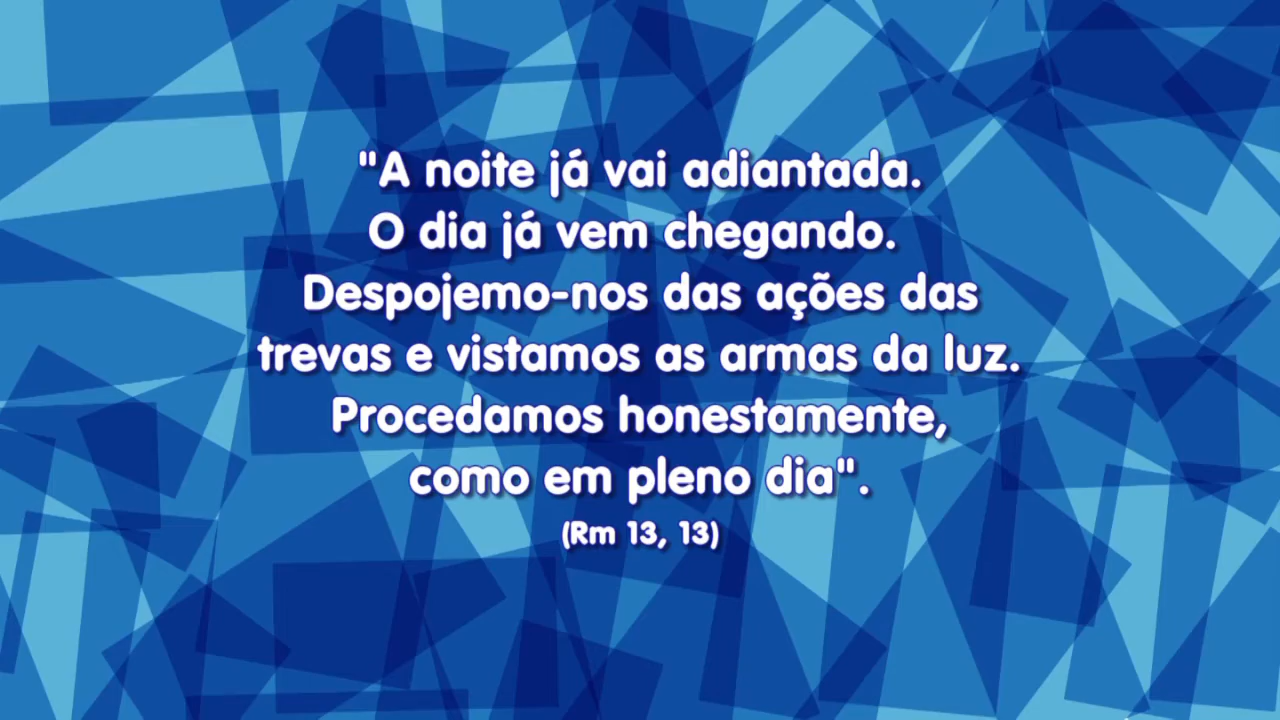 "A noite já vai adiantada.
O dia já vem chegando.
Despojemo-nos das ações das
trevas e vistamos as armas da luz.
Procedamos honestamente,
como em pleno dia".
(Rm 13, 13)